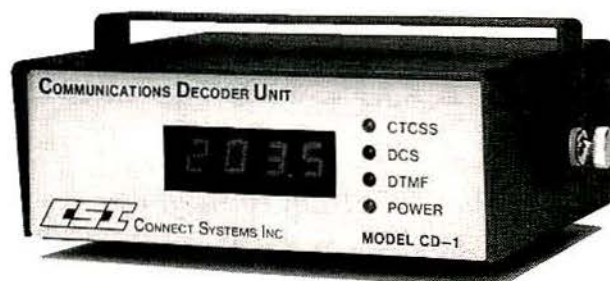 COMMUNICATIONS DECODER UNIT
203.5
CTCSS
DCS
DTMF
POWER
CSI CONNECT SYSTEMS INC
MODEL CD-1